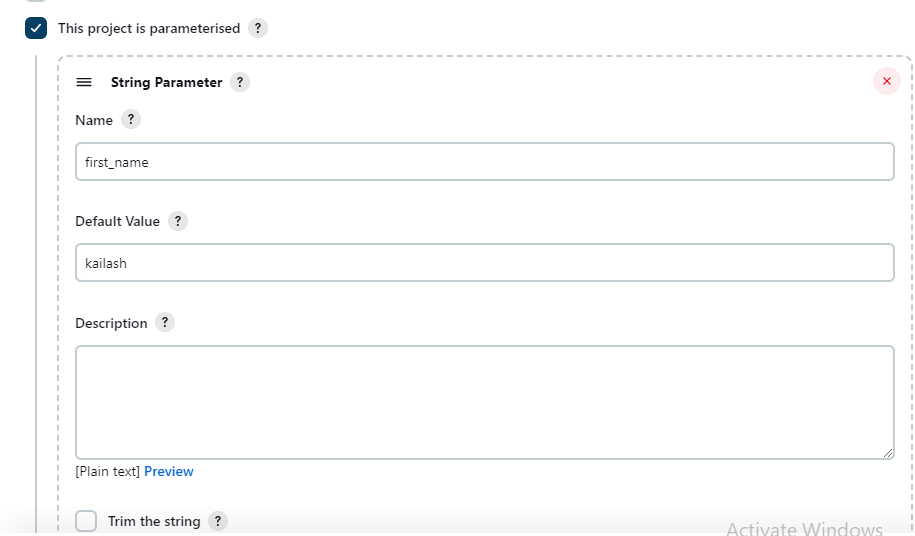 This project is parameterised ?
String Parameter ?
Name ?
first_name
Default Value ?
kailash
Description ?
[Plain text] Preview
Trim the string ?
Activate Windows